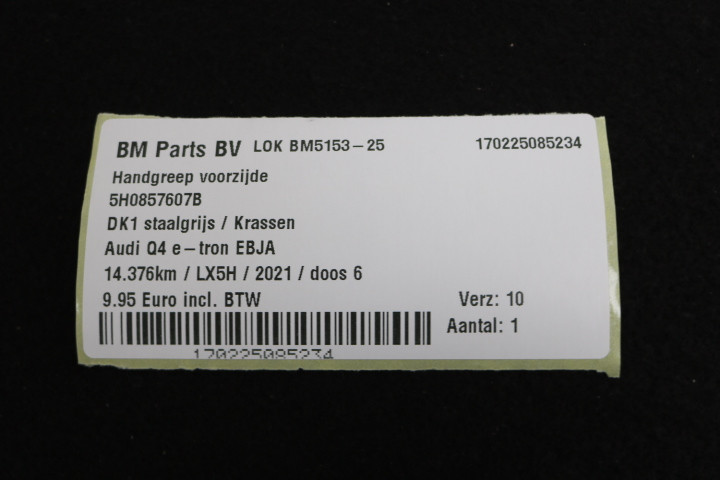 BM Parts BV LOK BM5153-25 170225085234
Handgreep voorzijde
5H0857607B
DK1 staalgrijs / Krassen
Audi Q4 e-tron EBJA
14.376km / LX5H / 2021 / doos 6
9.95 Euro incl. BTW Verz: 10
Aantal: 1
170225085234